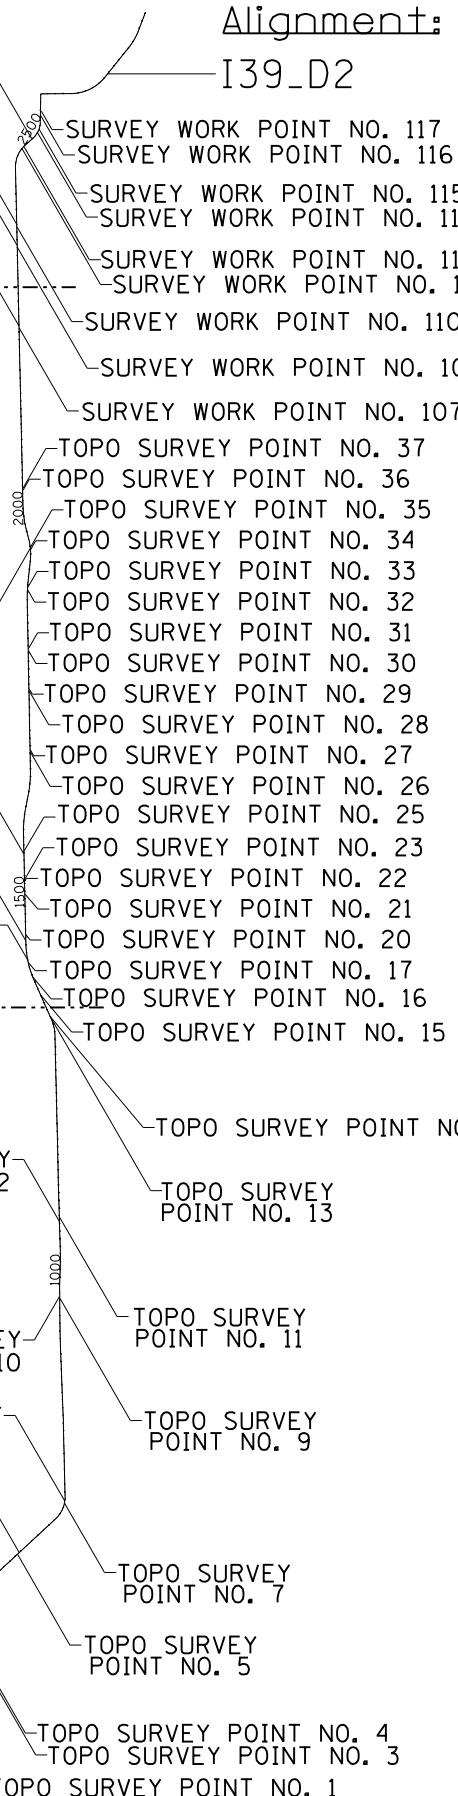 Alignment:
I39_D2
2500
SURVEY WORK POINT NO. 117
SURVEY WORK POINT NO. 116
SURVEY WORK POINT NO. 115
SURVEY WORK POINT NO. 11
SURVEY WORK POINT NO. 11
SURVEY WORK POINT NO. 1
SURVEY WORK POINT NO. 110
SURVEY WORK POINT NO. 10
SURVEY WORK POINT NO. 107
TOPO SURVEY POINT NO. 37
TOPO SURVEY POINT NO. 36
2000
TOPO SURVEY POINT NO. 35
TOPO SURVEY POINT NO. 34
TOPO SURVEY POINT NO. 33
TOPO SURVEY POINT NO. 32
TOPO SURVEY POINT NO. 31
TOPO SURVEY POINT NO. 30
TOPO SURVEY POINT NO. 29
TOPO SURVEY POINT NO. 28
TOPO SURVEY POINT NO. 27
TOPO SURVEY POINT NO. 26
TOPO SURVEY POINT NO. 25
TOPO SURVEY POINT NO. 23
TOPO SURVEY POINT NO. 22
1500
TOPO SURVEY POINT NO. 21
TOPO SURVEY POINT NO. 20
TOPO SURVEY POINT NO. 17
TOPO SURVEY POINT NO. 16
TOPO SURVEY POINT NO. 15
TOPO SURVEY POINT NO
Y
2
TOPO SURVEY
POINT NO. 13
1000
TOPO SURVEY
POINT NO. 11
EY
10
TOPO SURVEY
POINT NO. 9
TOPO SURVEY
POINT NO. 7
TOPO SURVEY
POINT NO. 5
TOPO SURVEY POINT NO. 4
TOPO SURVEY POINT NO. 3
TOPO SURVEY POINT NO. 1